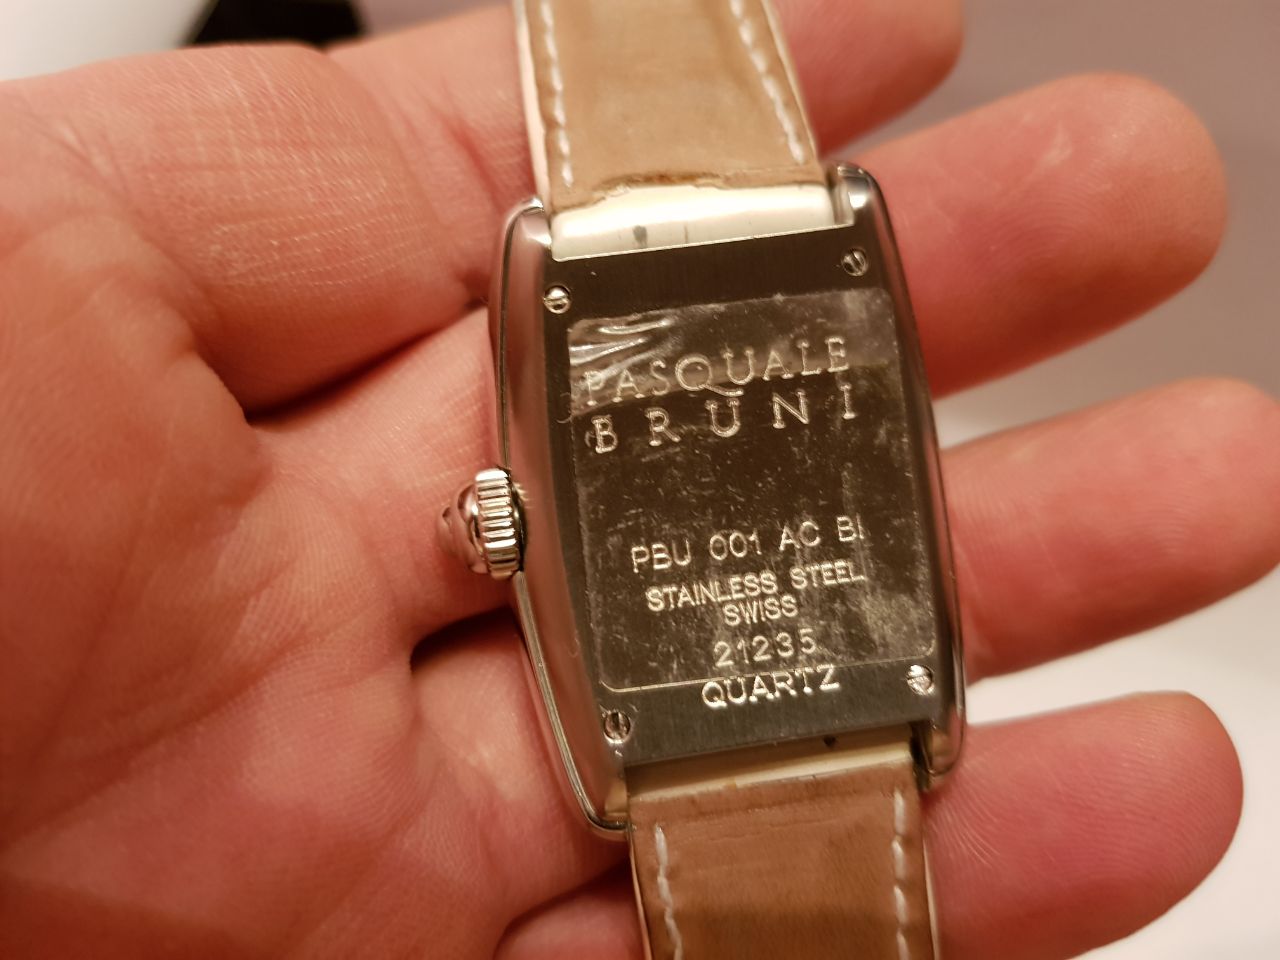 PASQUALE
BRUNI
PBU 001 AC BI
STAINLESS STEEL
SWISS
21235
QUARTZ